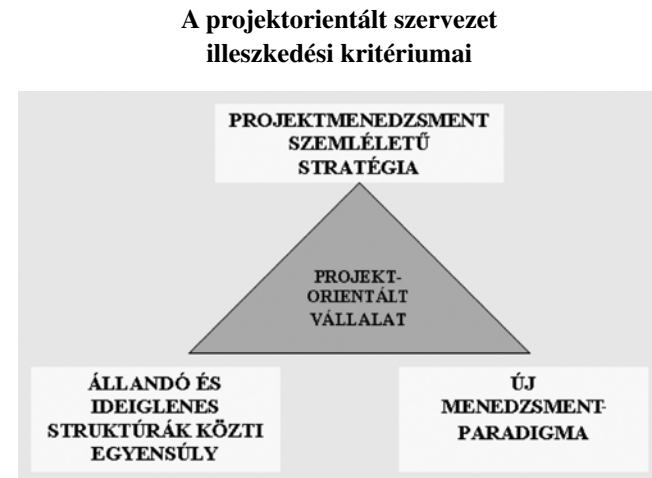 A projektorientált szervezet
illeszkedési kritériumai
PROJEKTMENEDZSMENT
SZEMLÉLETŰ
STRATÉGIA
PROJEKT-
ORIENTÁLT
VÁLLALAT
ÁLLANDÓ ÉS
IDEIGLENES
STRUKTÚRÁK KÖZTI
EGYENSÚLY
ÚJ
MENEDZSMENT-
PARADIGMA